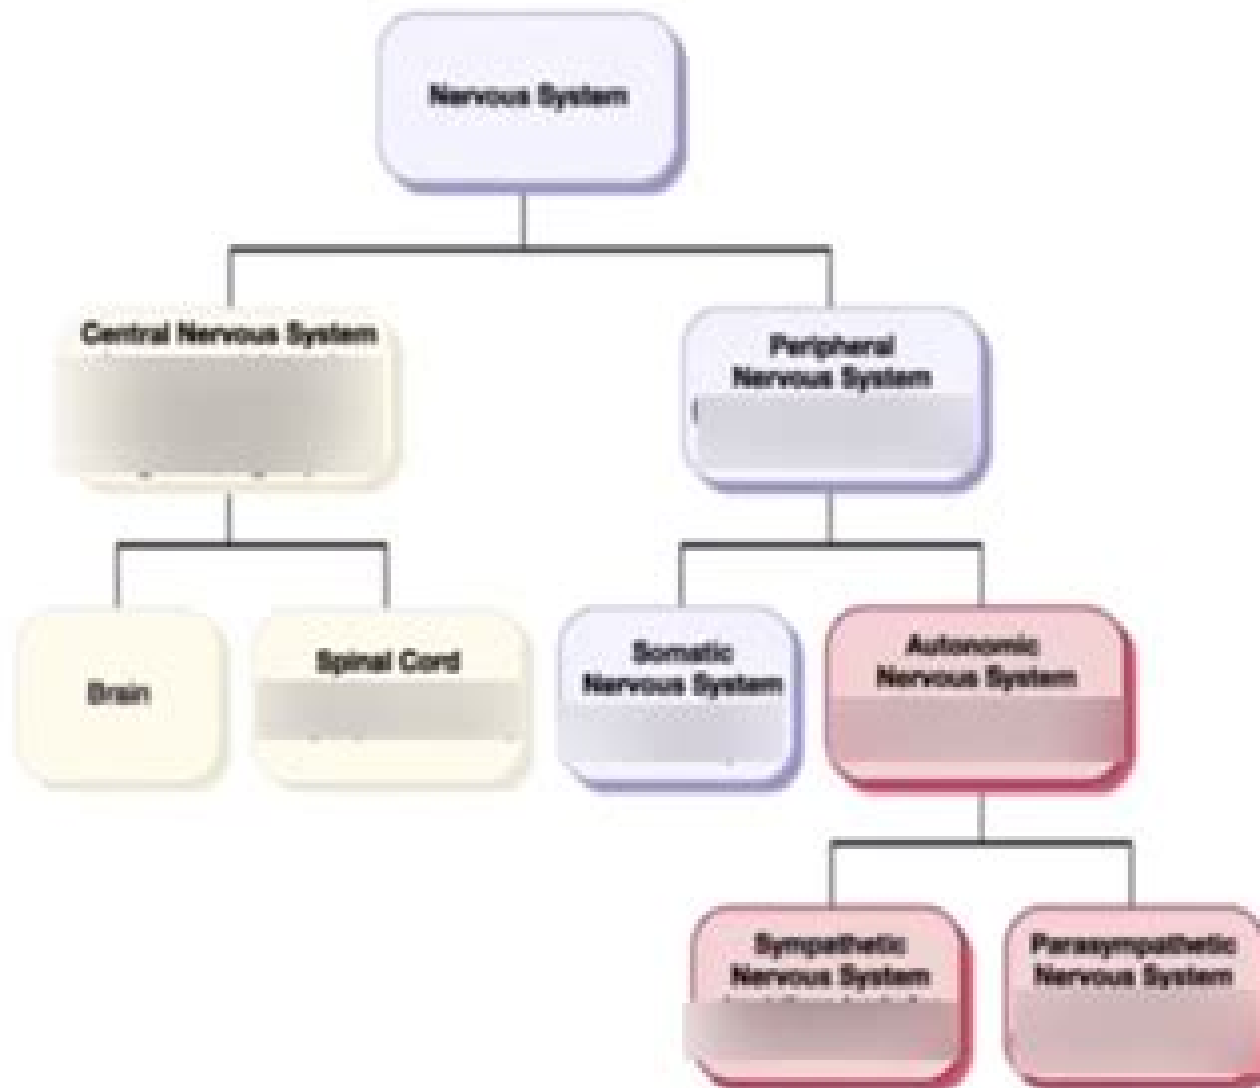 Nervous System
Central Nervous System
Peripheral
Nervous System
Brain
Spinal Cord
Somatic
Nervous System
Autonomic
Nervous System
Sympathetic
Nervous System
Parasympathetic
Nervous System